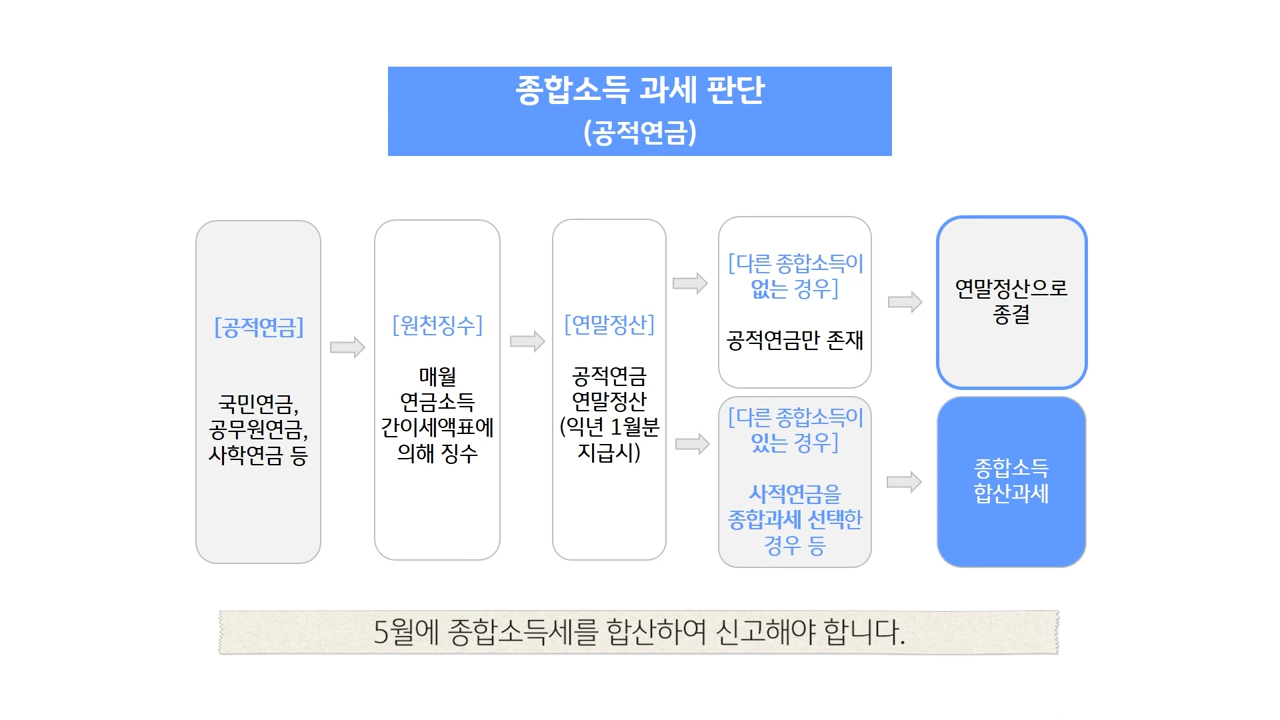 종합소득 과세 판단
(공적연금)
[공적연금]
국민연금,
공무원연금,
사학연금 등
[원천징수]
매월
연금소득
간이세액표에
의해 징수
[연말정산]
공적연금
연말정산
(익년 1월분
지급시)
[다른 종합소득이
없는 경우]
공적연금만 존재
연말정산으로
종결
[다른 종합소득이
있는 경우]
사적연금을
종합과세 선택한
경우 등
종합소득
합산과세
5월에 종합소득세를 합산하여 신고해야 합니다.